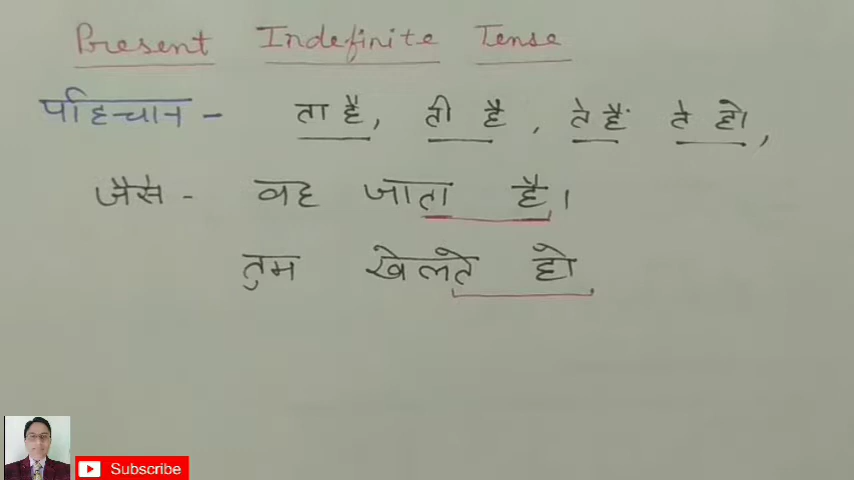 Present Indefinite Tense
पहिचान - ता है, ती है, ते हैं ते हो,
जैसे - वह जाता है।
तुम खेलते हो
Subscribe